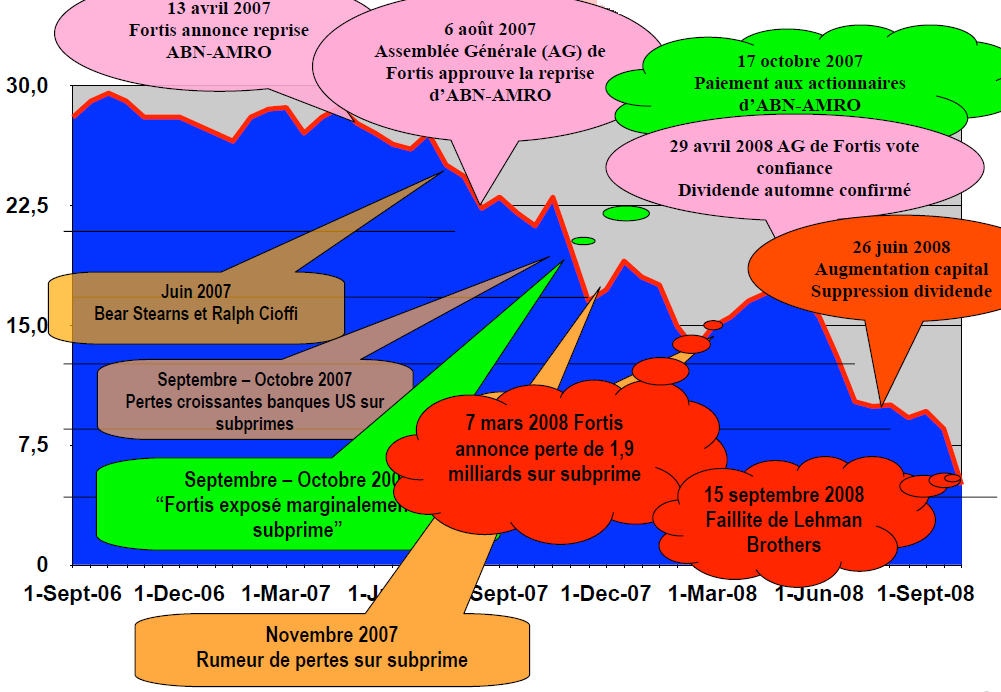 13 avril 2007
Fortis annonce reprise
ABN-AMRO
6 août 2007
Assemblée Générale (AG) de
Fortis approuve la reprise
d’ABN-AMRO
17 octobre 2007
Paiement aux actionnaires
d’ABN-AMRO
29 avril 2008 AG de Fortis vote
confiance
Dividende automne confirmé
26 juin 2008
Augmentation capital
Suppression dividende
Juin 2007
Bear Stearns et Ralph Cioffi
Septembre – Octobre 2007
Pertes croissantes banques US sur
subprimes
Septembre – Octobre 200
“Fortis exposé marginalemen
subprime”
7 mars 2008 Fortis
annonce perte de 1,9
milliards sur subprime
15 septembre 2008
Faillite de Lehman
Brothers
Novembre 2007
Rumeur de pertes sur subprime
30.0
22,5
15.0
7,5
0
1-Sept-06 1-Dec-06 1-Mar-07 1-J Sept-07 1-Dec-07 1-Mar-08 1-Jun-08 1-Sept-08